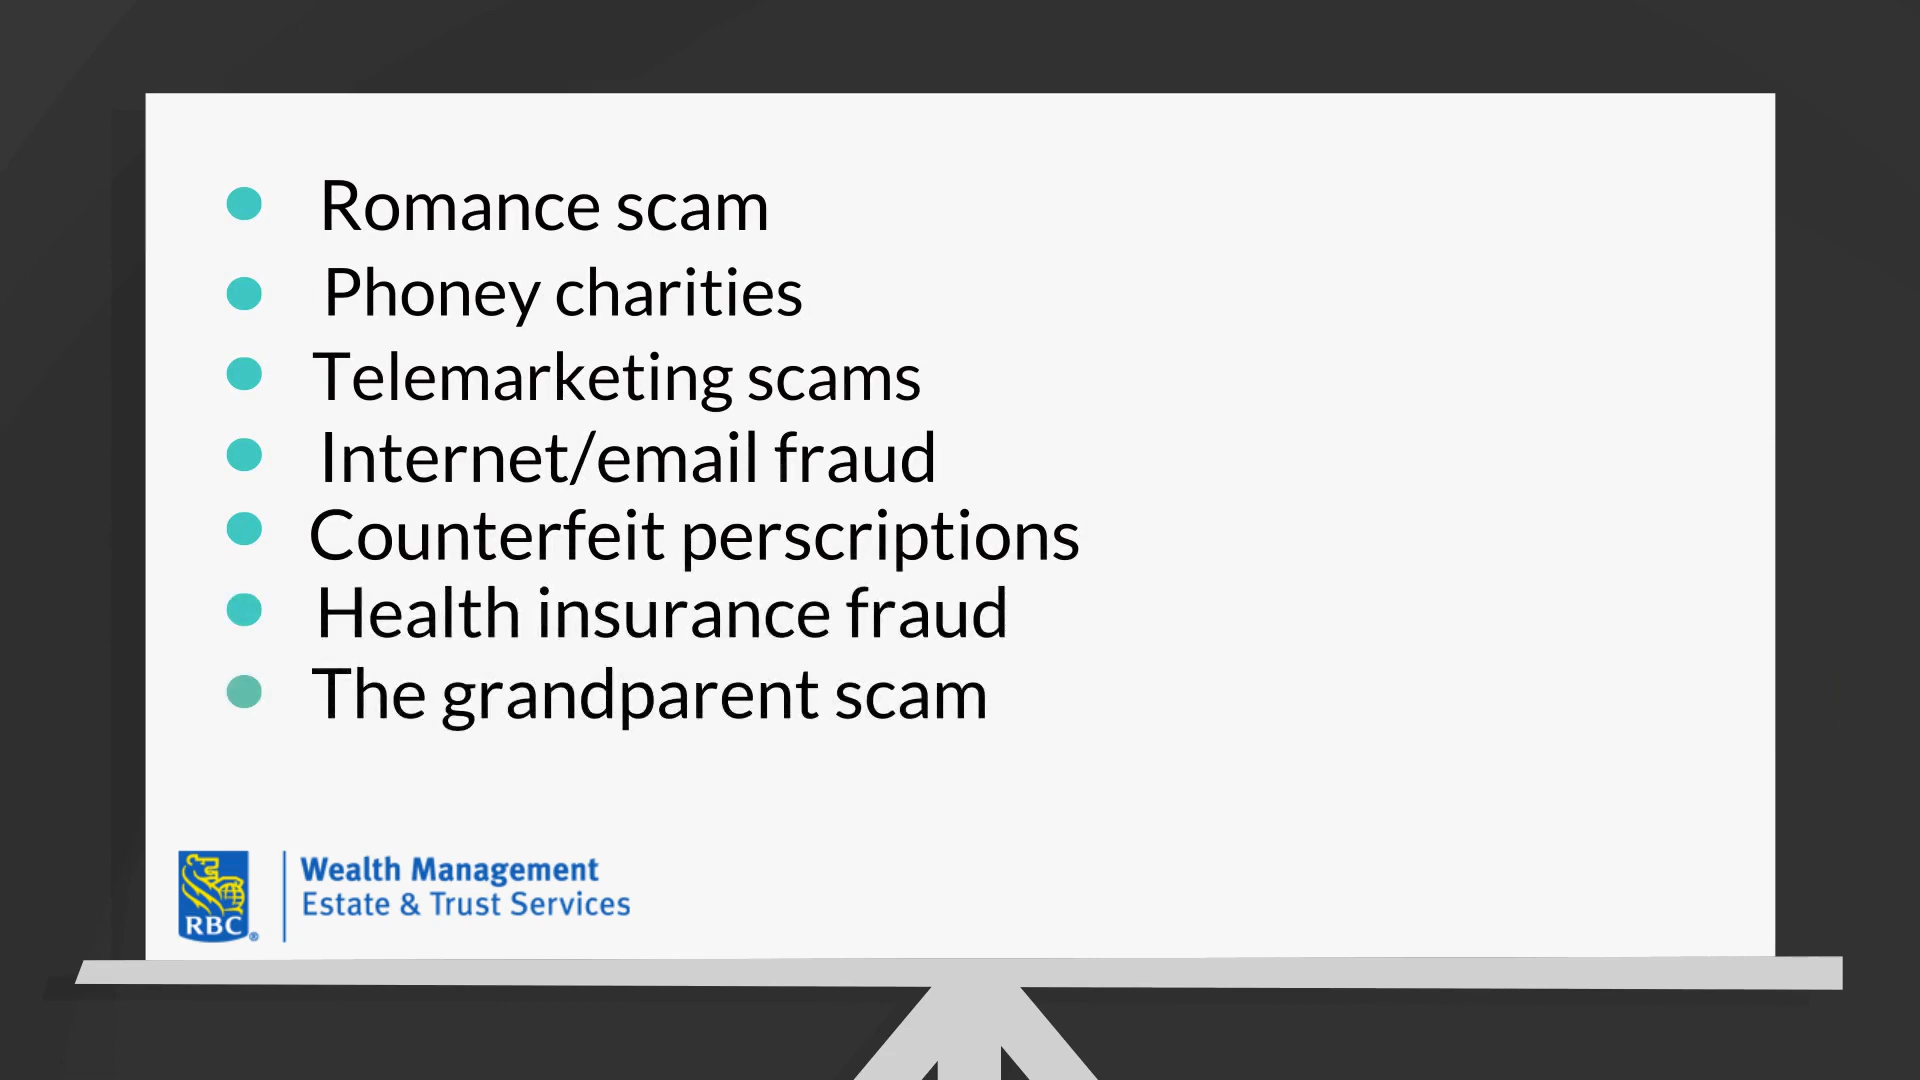 Romance scam
Phoney charities
Telemarketing scams
Internet/email fraud
Counterfeit perscriptions
Health insurance fraud
The grandparent scam
Wealth Management
Estate & Trust Services
RBC®